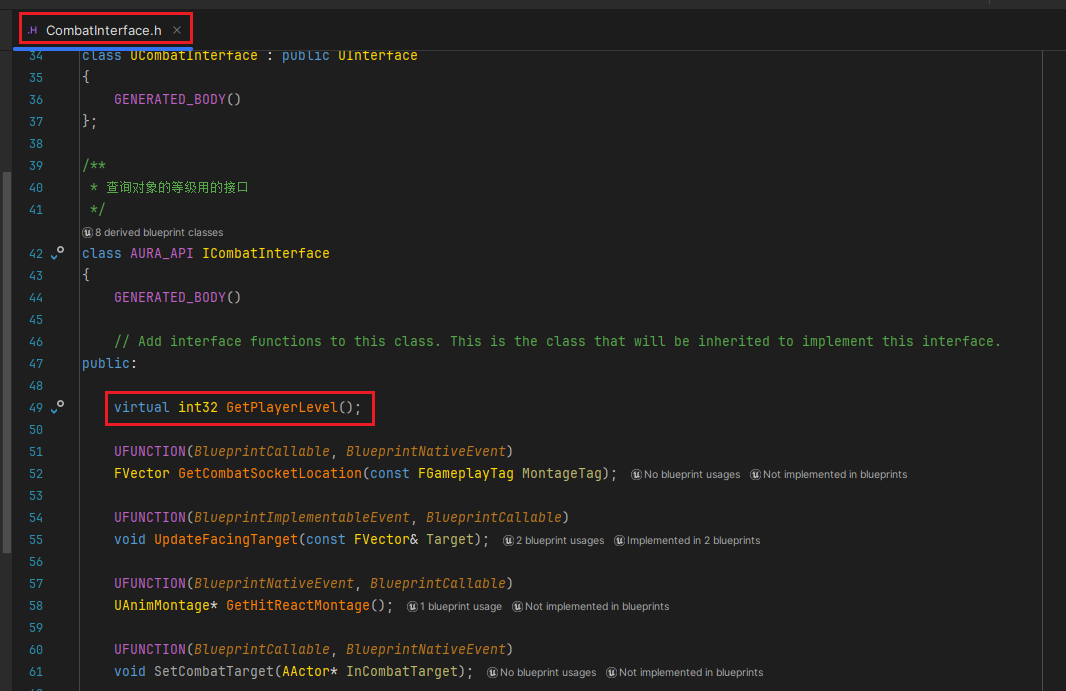 .H CombatInterface.h ×
34 class UCombatInterface : public UInterface
35 {
36 GENERATED_BODY()
37 };
38
39 /**
40 * 查询对象的等级用的接口
41 */
8 derived blueprint classes
42 class AURA_API ICombatInterface
43 {
44 GENERATED_BODY()
45
46 // Add interface functions to this class. This is the class that will be inherited to implement this interface.
47 public:
48
49 virtual int32 GetPlayerLevel();
50
51 UFUNCTION(BlueprintCallable, BlueprintNativeEvent)
52 FVector GetCombatSocketLocation(const FGameplayTag MontageTag); No blueprint usages Not implemented in blueprints
53
54 UFUNCTION(BlueprintImplementableEvent, BlueprintCallable)
55 void UpdateFacingTarget(const FVector& Target); 2 blueprint usages Implemented in 2 blueprints
56
57 UFUNCTION(BlueprintNativeEvent, BlueprintCallable)
58 UAnimMontage* GetHitReactMontage(); 1 blueprint usage Not implemented in blueprints
59
60 UFUNCTION(BlueprintCallable, BlueprintNativeEvent)
61 void SetCombatTarget(AActor* InCombatTarget); No blueprint usages Not implemented in blueprints